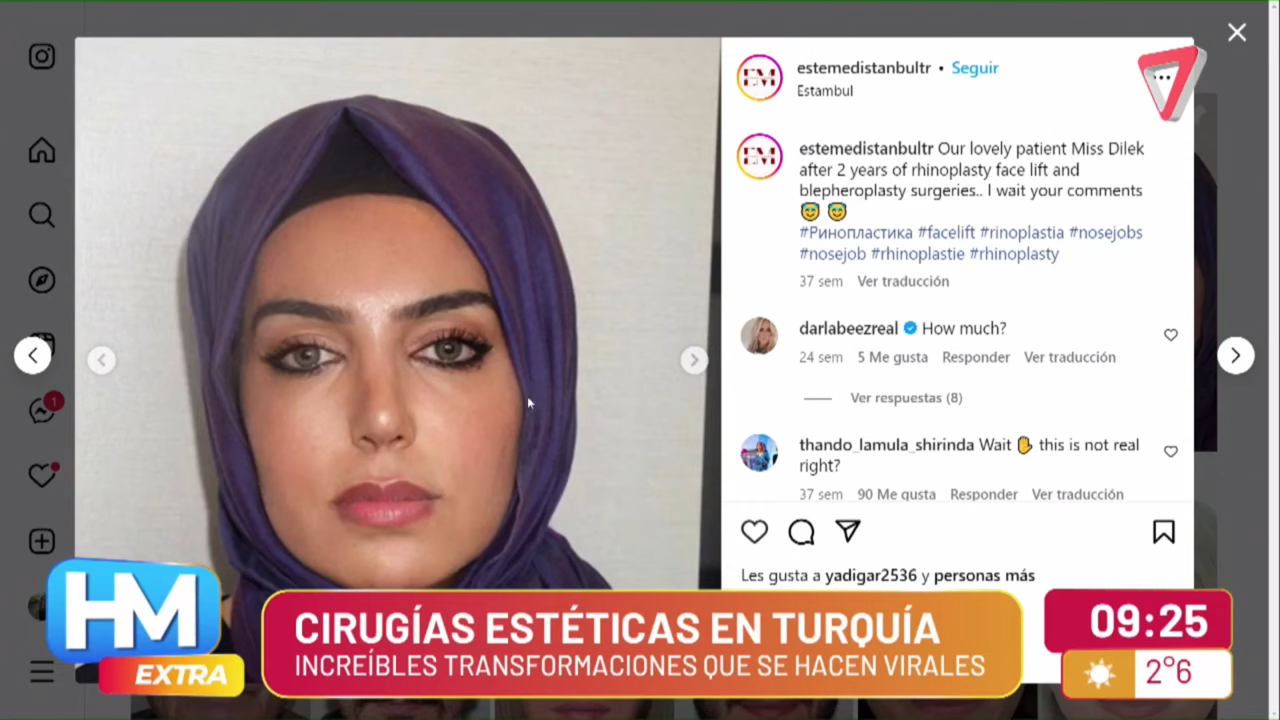 estemedistanbultr • Seguir
Estambul
estemedistanbultr Our lovely patient Miss Dilek
after 2 years of rhinoplasty face lift and
blepheroplasty surgeries.. I wait your comments
😇 😇
#Ринопластика #facelift #rinoplastia #nosejobs
#nosejob #rhinoplastie #rhinoplasty
37 sem Ver traducción
darlabeezreal How much?
24 sem 5 Me gusta Responder Ver traducción
Ver respuestas (8)
thando_lamula_shirinda Wait ✋ this is not real
right?
37 sem 90 Me gusta Responder Ver traducción
1
Les gusta a yadigar2536 y personas más
HM
EXTRA
CIRUGÍAS ESTÉTICAS EN TURQUÍA
INCREÍBLES TRANSFORMACIONES QUE SE HACEN VIRALES
09:25
2°6